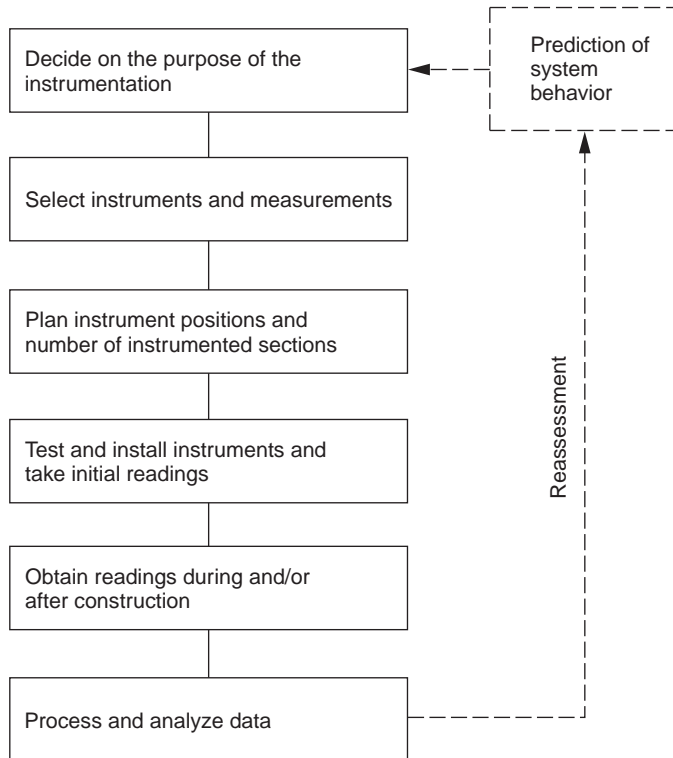 Decide on the purpose of the
instrumentation
Prediction of
system
behavior
Select instruments and measurements
Plan instrument positions and
number of instrumented sections
Test and install instruments and
take initial readings
Reassessment
Obtain readings during and/or
after construction
Process and analyze data